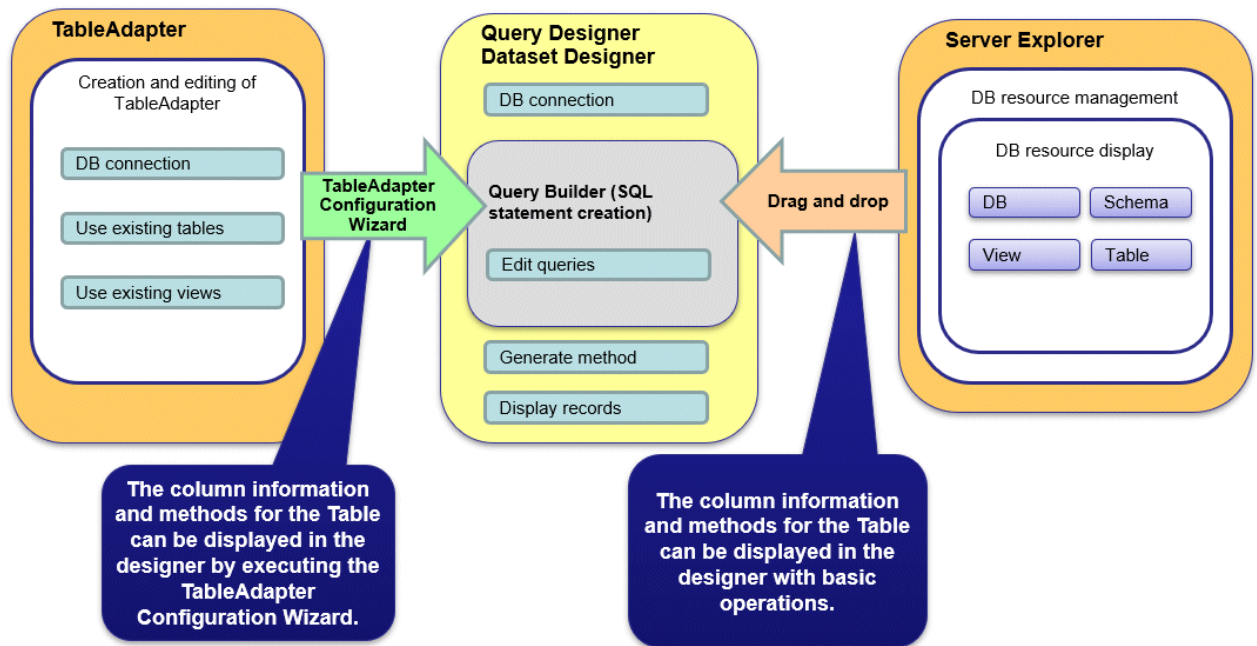 TableAdapter
Creation and editing of
TableAdapter
DB connection
Use existing tables
Use existing views
TableAdapter
Configuration
Wizard
Query Designer
Dataset Designer
DB connection
Query Builder (SQL
statement creation)
Edit queries
Generate method
Display records
Drag and drop
Server Explorer
DB resource management
DB resource display
DB
Schema
View
Table
The column information
and methods for the Table
can be displayed in the
designer by executing the
TableAdapter
Configuration Wizard.
The column information
and methods for the Table
can be displayed in the
designer with basic
operations.